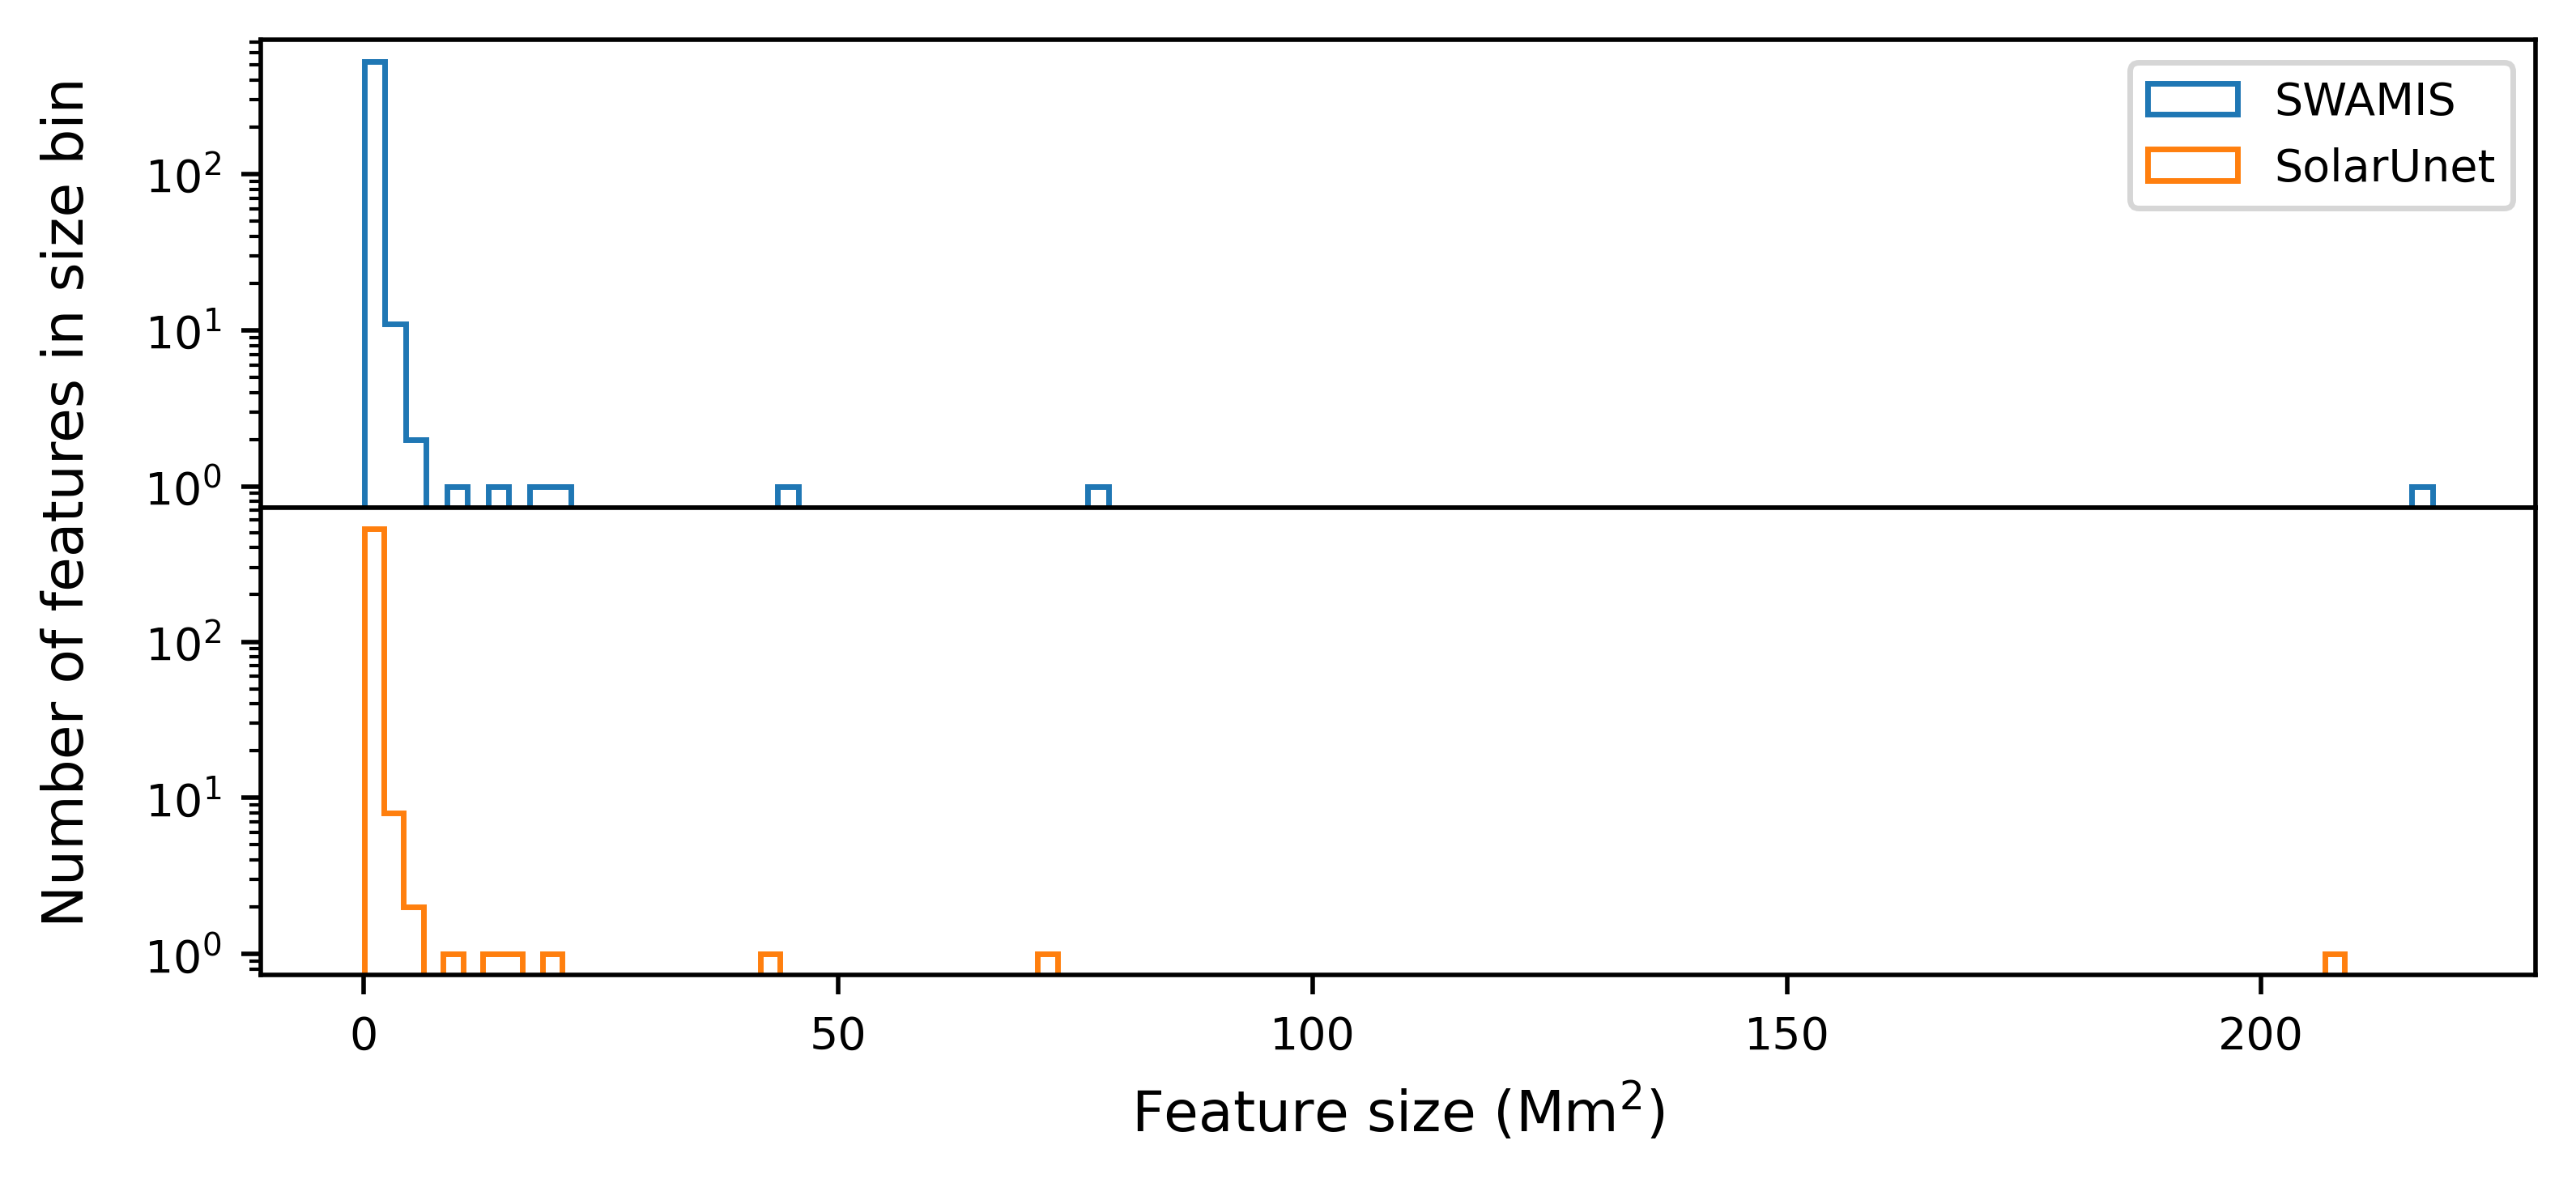 Number of features in size bin
10²
10¹
10⁰
SWAMIS
SolarUnet
10²
10¹
10⁰
0 50 100 150 200
Feature size (Mm²)